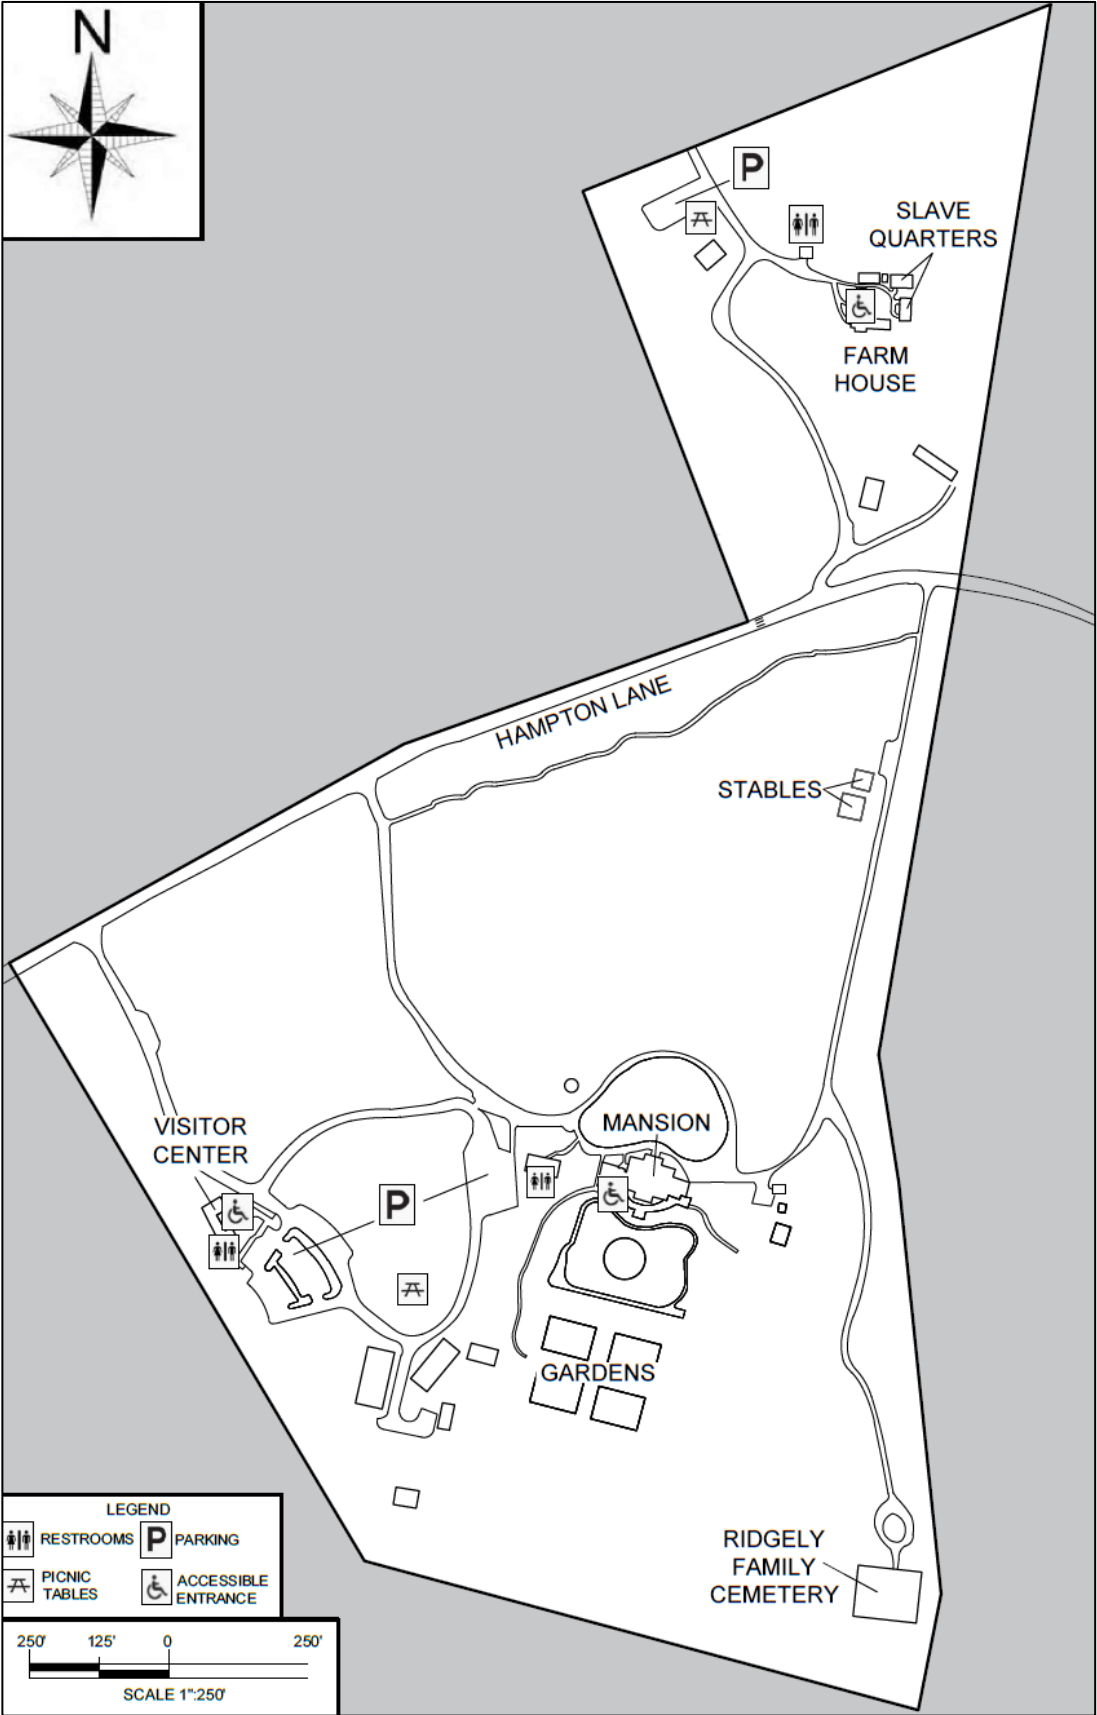 N
P
SLAVE
QUARTERS
FARM
HOUSE
HAMPTON LANE
STABLES
MANSION
VISITOR
CENTER
P
GARDENS
RIDGELY
FAMILY
CEMETERY
LEGEND
RESTROOMS
P PARKING
PICNIC
TABLES
ACCESSIBLE
ENTRANCE
250' 125' 0 250'
SCALE 1":250'